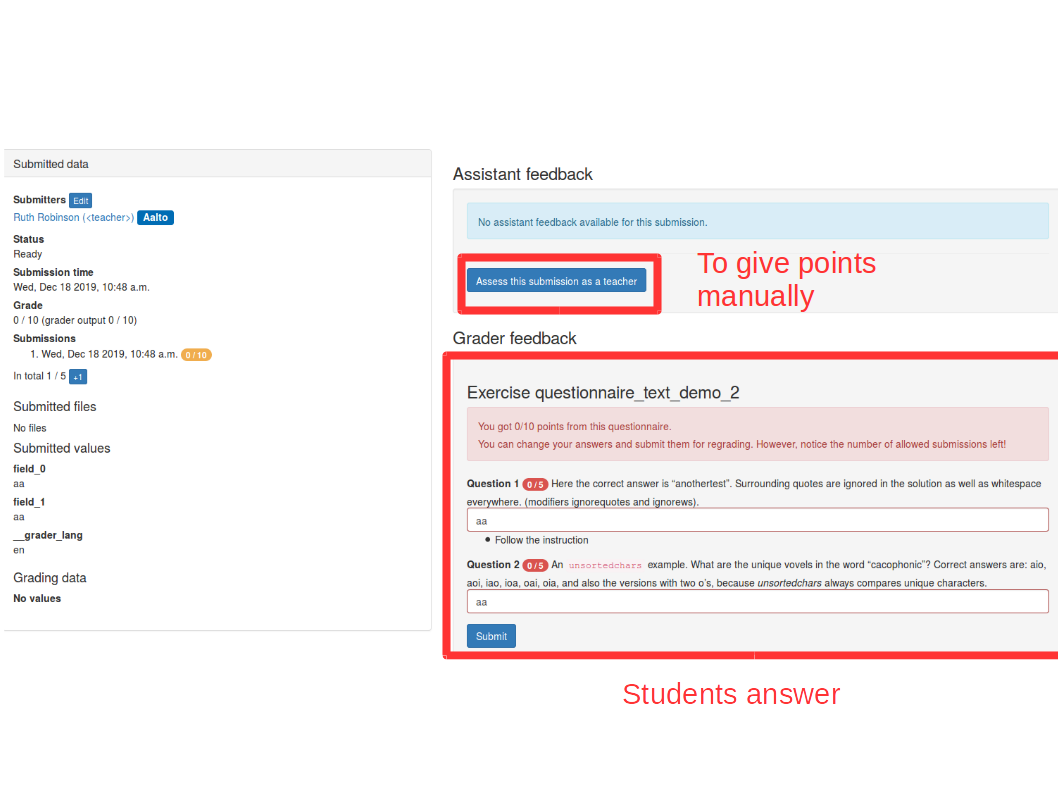 Submitted data
Submitters Edit
Ruth Robinson (<teacher>) Aalto
Status
Ready
Submission time
Wed, Dec 18 2019, 10:48 a.m.
Grade
0 / 10 (grader output 0 / 10)
Submissions
1. Wed, Dec 18 2019, 10:48 a.m. 0 / 10
In total 1 / 5 +1
Submitted files
No files
Submitted values
field_0
aa
field_1
aa
__grader_lang
en
Grading data
No values
Assistant feedback
No assistant feedback available for this submission.
Assess this submission as a teacher
To give points
manually
Grader feedback
Exercise questionnaire_text_demo_2
You got 0/10 points from this questionnaire.
You can change your answers and submit them for regrading. However, notice the number of allowed submissions left!
Question 1 0 / 5 Here the correct answer is “anothertest”. Surrounding quotes are ignored in the solution as well as whitespace
everywhere. (modifiers ignorequotes and ignorews).
aa
• Follow the instruction
Question 2 0 / 5 An unsortedchars example. What are the unique vovels in the word “cacophonic”? Correct answers are: aio,
aoi, iao, ioa, oai, oia, and also the versions with two o’s, because unsortedchars always compares unique characters.
aa
Submit
Students answer